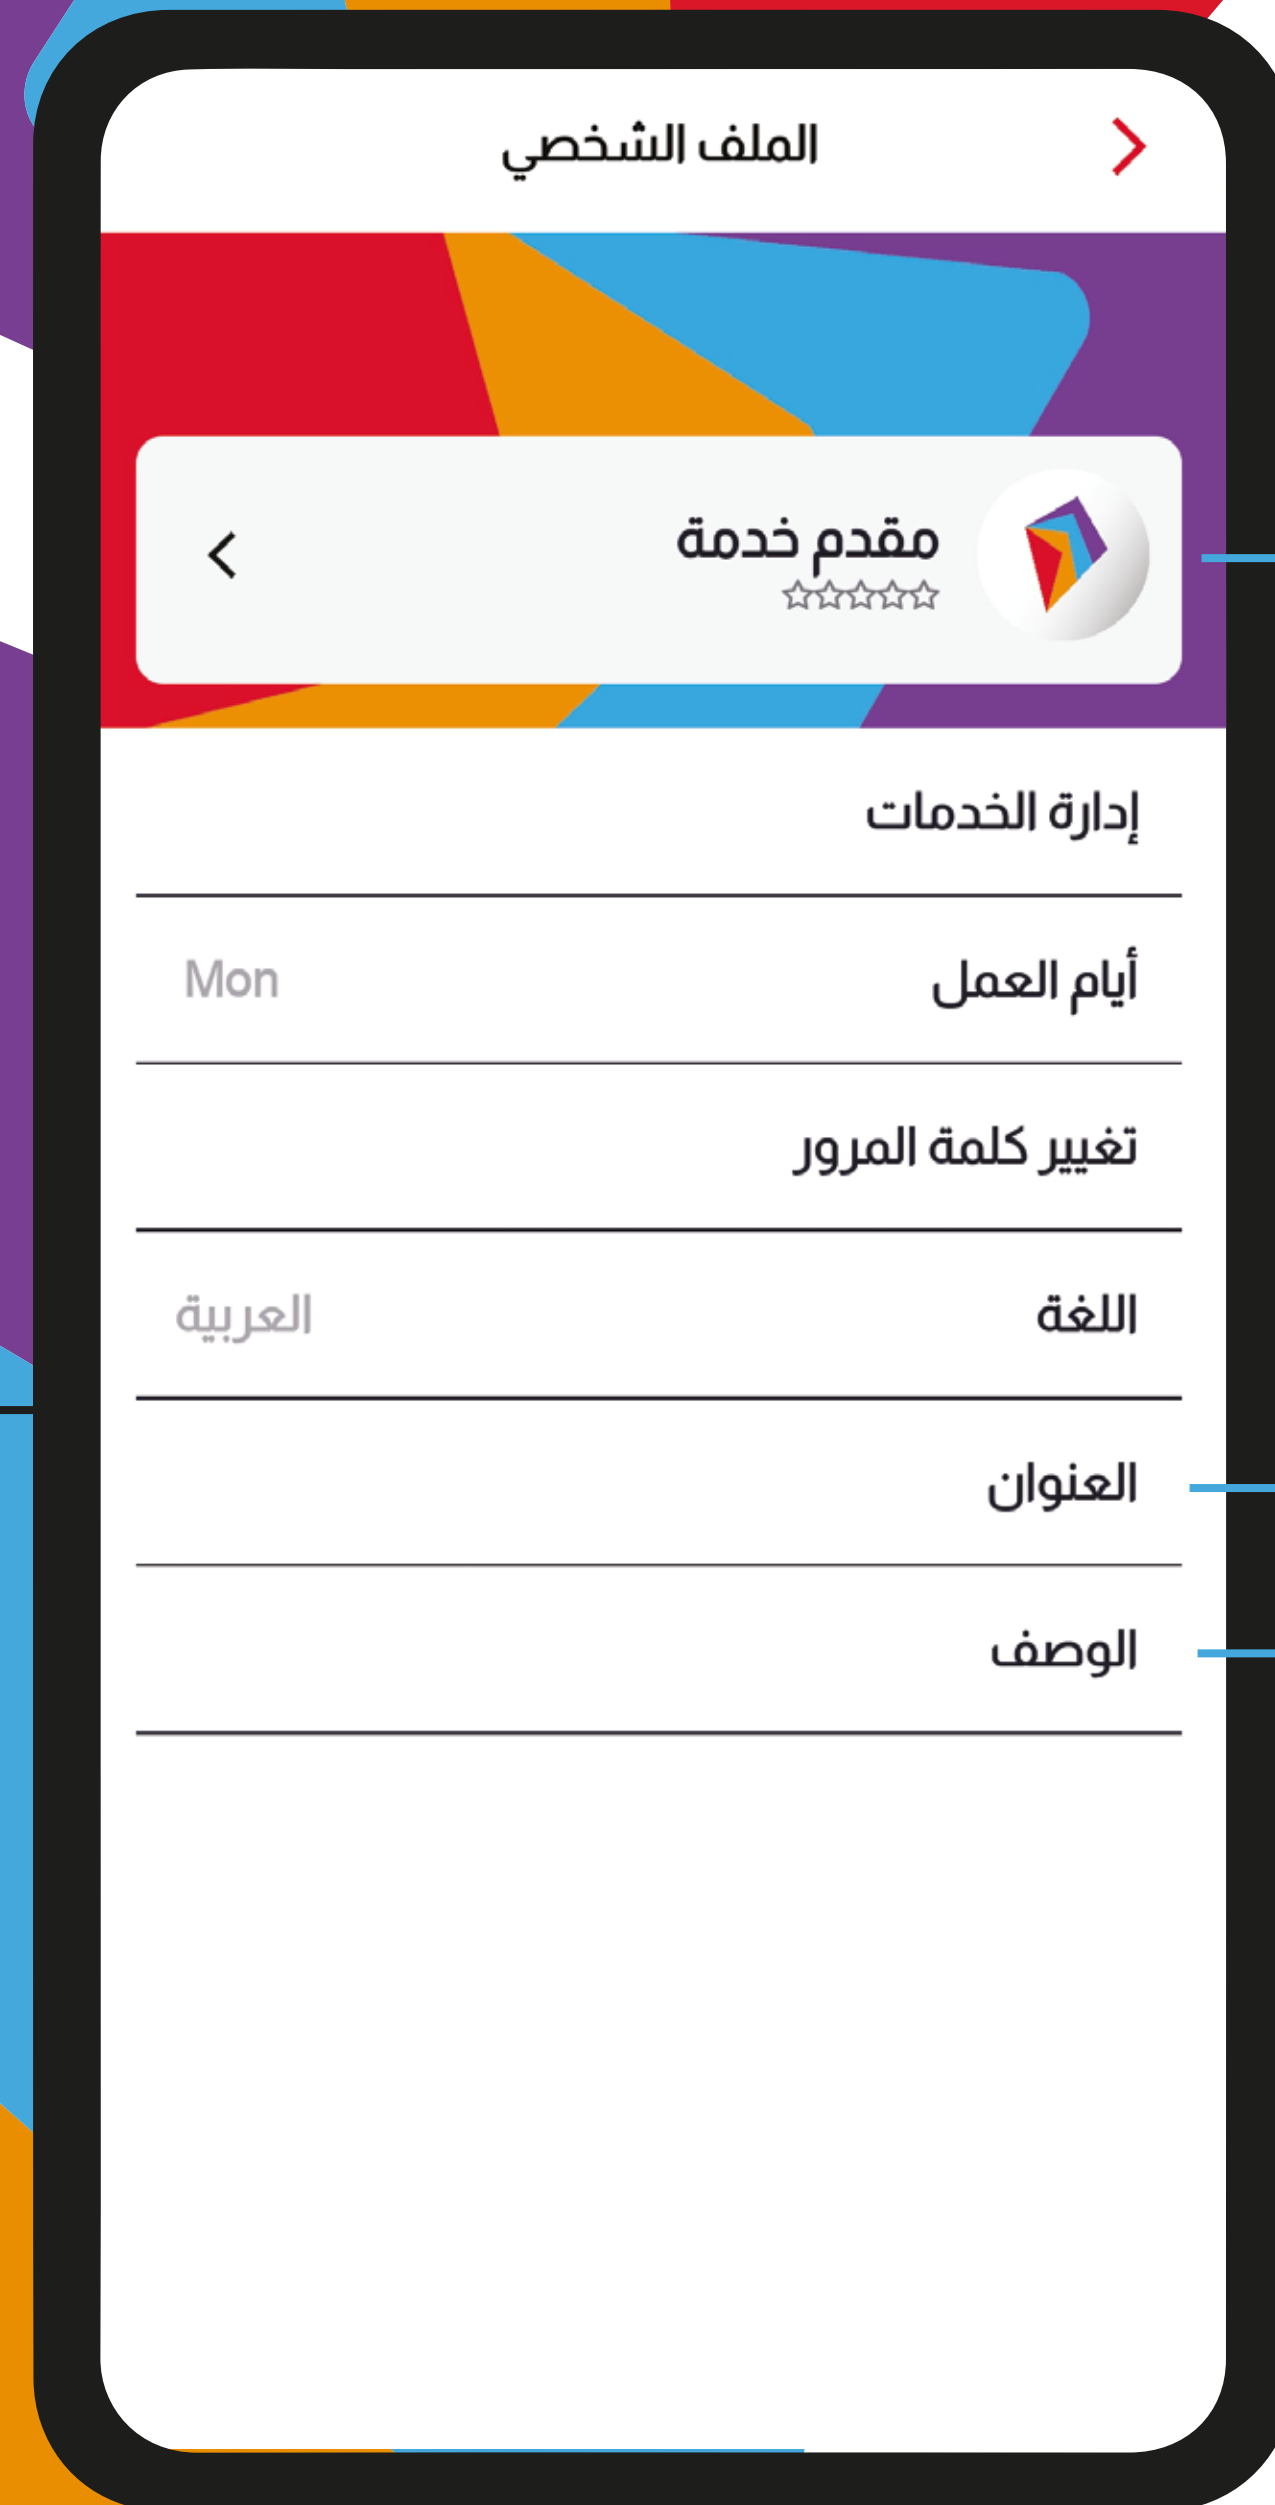 الملف الشخصي
مقدم خدمة
إدارة الخدمات
أيام العمل
Mon
تغيير كلمة المرور
اللغة
العربية
العنوان
الوصف